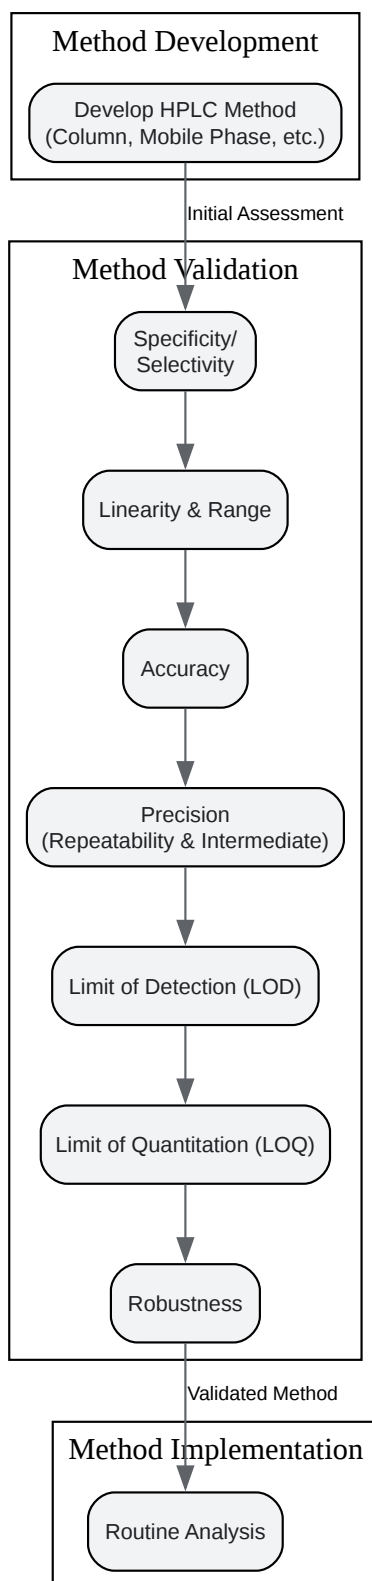 Method Development
Develop HPLC Method
(Column, Mobile Phase, etc.)
Initial Assessment
Method Validation
Specificity/
Selectivity
Linearity & Range
Accuracy
Precision
(Repeatability & Intermediate)
Limit of Detection (LOD)
Limit of Quantitation (LOQ)
Robustness
Validated Method
Method Implementation
Routine Analysis